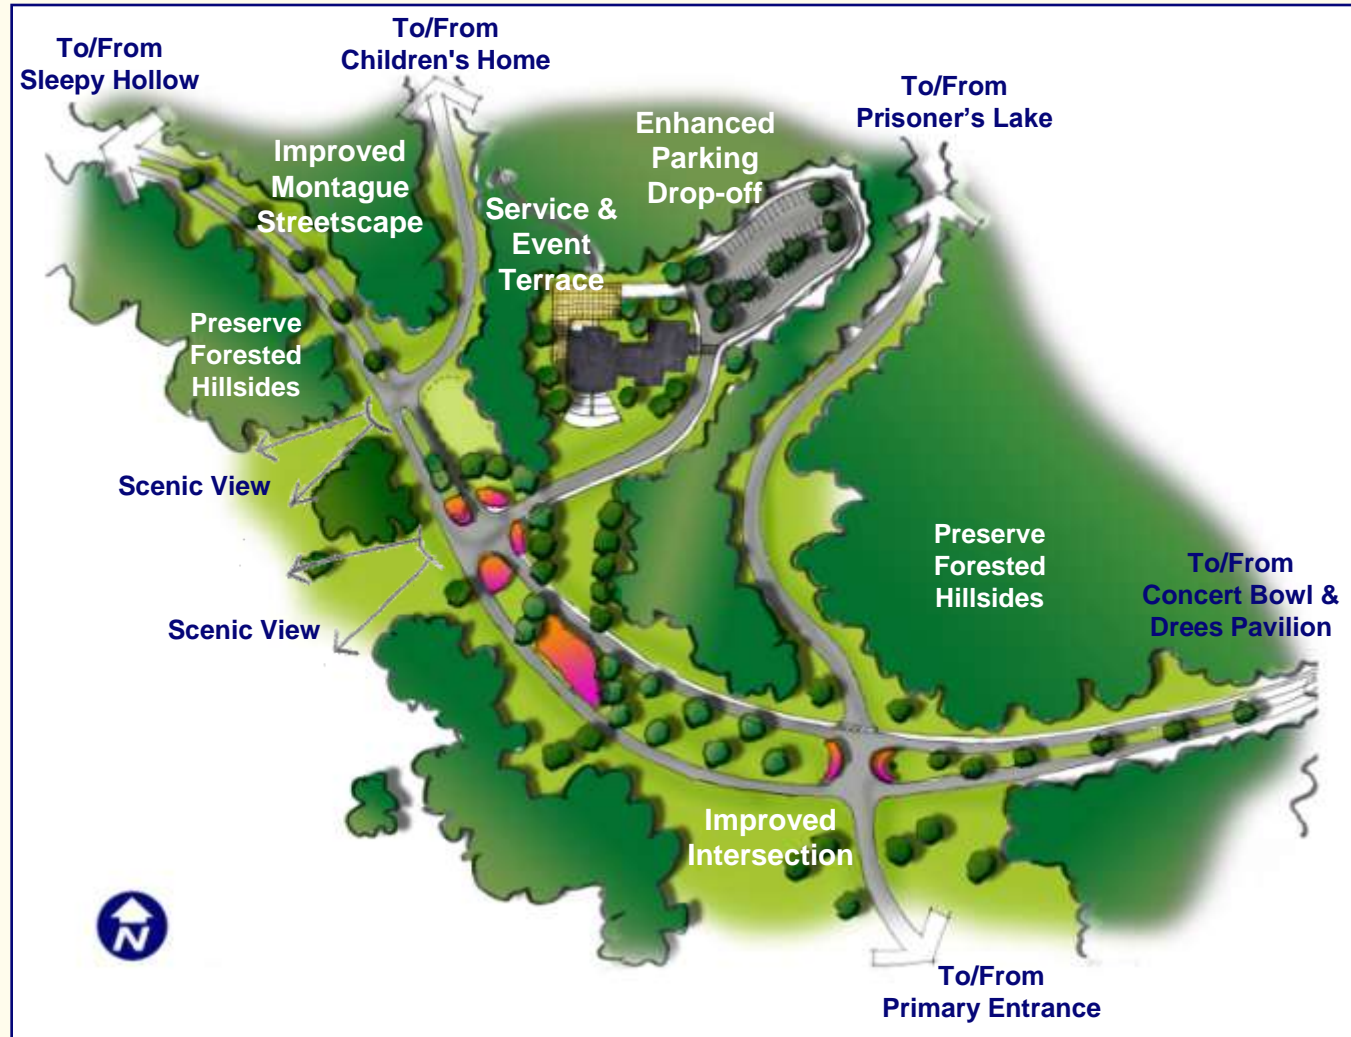 To/From
Sleepy Hollow
To/From
Children's Home
To/From
Prisoner’s Lake
Enhanced
Parking
Drop-off
Improved
Montague
Streetscape
Service &
Event
Terrace
Preserve
Forested
Hillsides
Scenic View
Scenic View
Preserve
Forested
Hillsides
To/From
Concert Bowl &
Drees Pavilion
Improved
Intersection
N
To/From
Primary Entrance